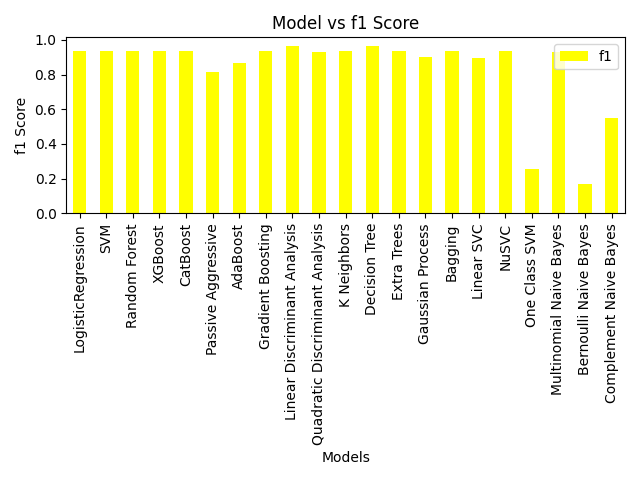 Model vs f1 Score
f1 Score
1.0
0.8
0.6
0.4
0.2
0.0
f1
LogisticRegression
SVM
Random Forest
XGBoost
CatBoost
Passive Aggressive
AdaBoost
Gradient Boosting
Linear Discriminant Analysis
Quadratic Discriminant Analysis
K Neighbors
Decision Tree
Extra Trees
Gaussian Process
Bagging
Linear SVC
NuSVC
One Class SVM
Multinomial Naive Bayes
Bernoulli Naive Bayes
Complement Naive Bayes
Models